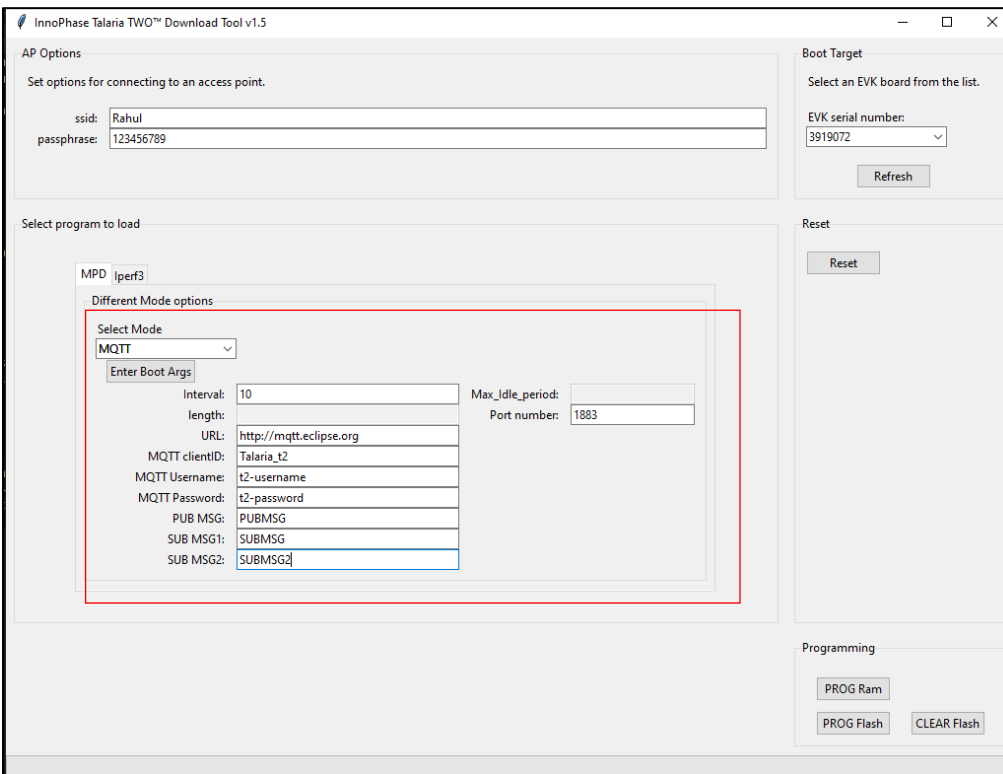 InnoPhase Talaria TWO™ Download Tool v1.5
AP Options
Set options for connecting to an access point.
ssid: Rahul
passphrase: 123456789
Boot Target
Select an EVK board from the list.
EVK serial number:
3919072
Refresh
Select program to load
MPD Iperf3
Different Mode options
Select Mode
MQTT
Enter Boot Args
Interval: 10 Max_Idle_period:
length: Port number: 1883
URL: http://mqtt.eclipse.org
MQTT clientID: Talaria_t2
MQTT Username: t2-username
MQTT Password: t2-password
PUB MSG: PUBMSG
SUB MSG1: SUBMSG
SUB MSG2: SUBMSG2
Reset
Reset
Programming
PROG Ram
PROG Flash CLEAR Flash